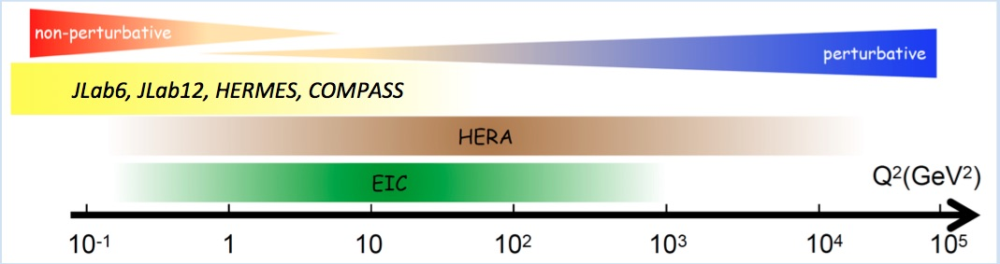 non-perturbative
perturbative
JLab6, JLab12, HERMES, COMPASS
HERA
EIC
Q²(GeV²)
10⁻¹ 1 10 10² 10³ 10⁴ 10⁵